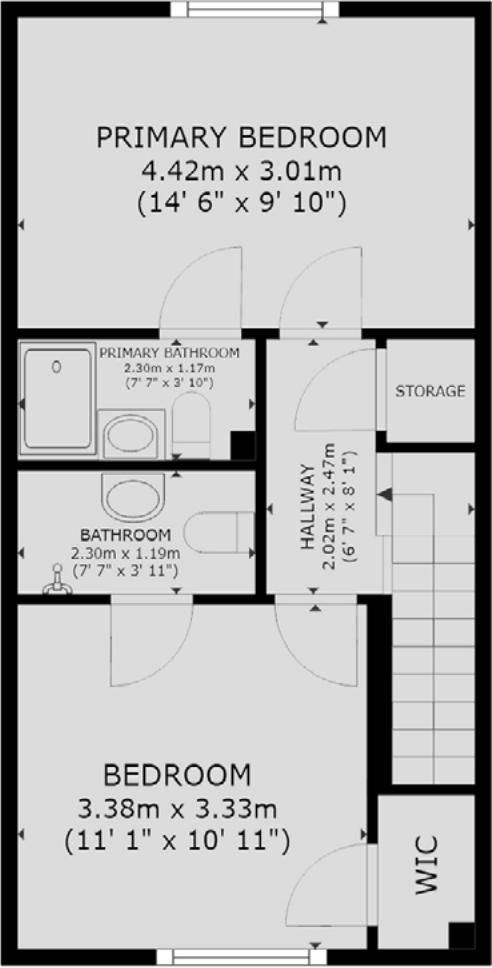 PRIMARY BEDROOM
4.42m x 3.01m
(14' 6" x 9' 10")
PRIMARY BATHROOM
2.30m x 1.17m
(7' 7" x 3' 10")
STORAGE
HALLWAY
2.02m x 2.47m
(6' 7" x 8' 1")
BATHROOM
2.30m x 1.19m
(7' 7" x 3' 11")
BEDROOM
3.38m x 3.33m
(11' 1" x 10' 11")
WIC